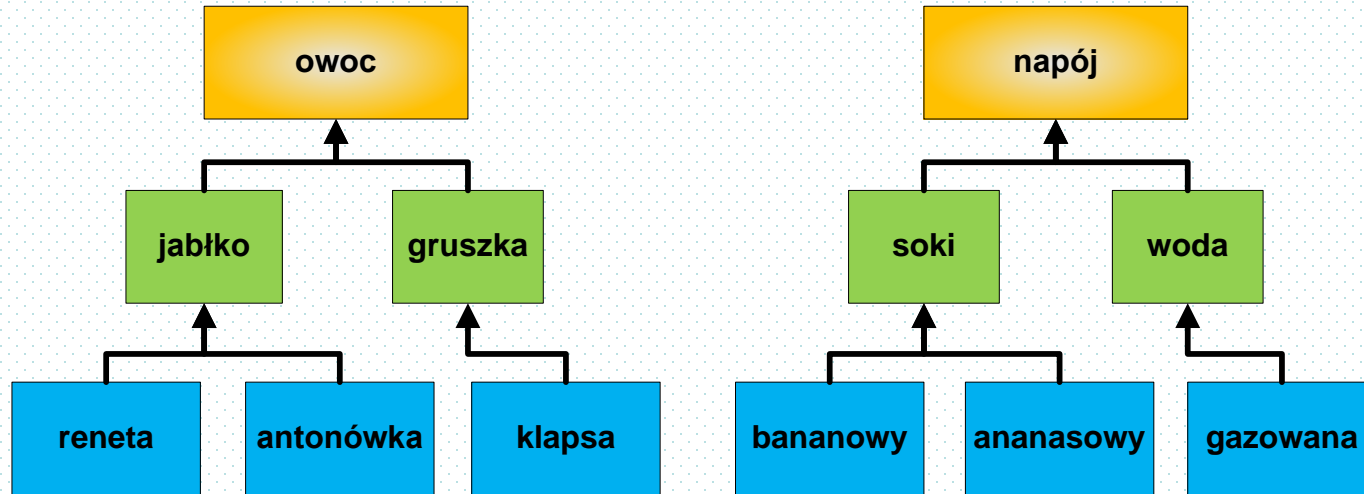 owoc
napój
jabłko
gruszka
soki
woda
reneta
antonówka
klapsa
bananowy
ananasowy
gazowana